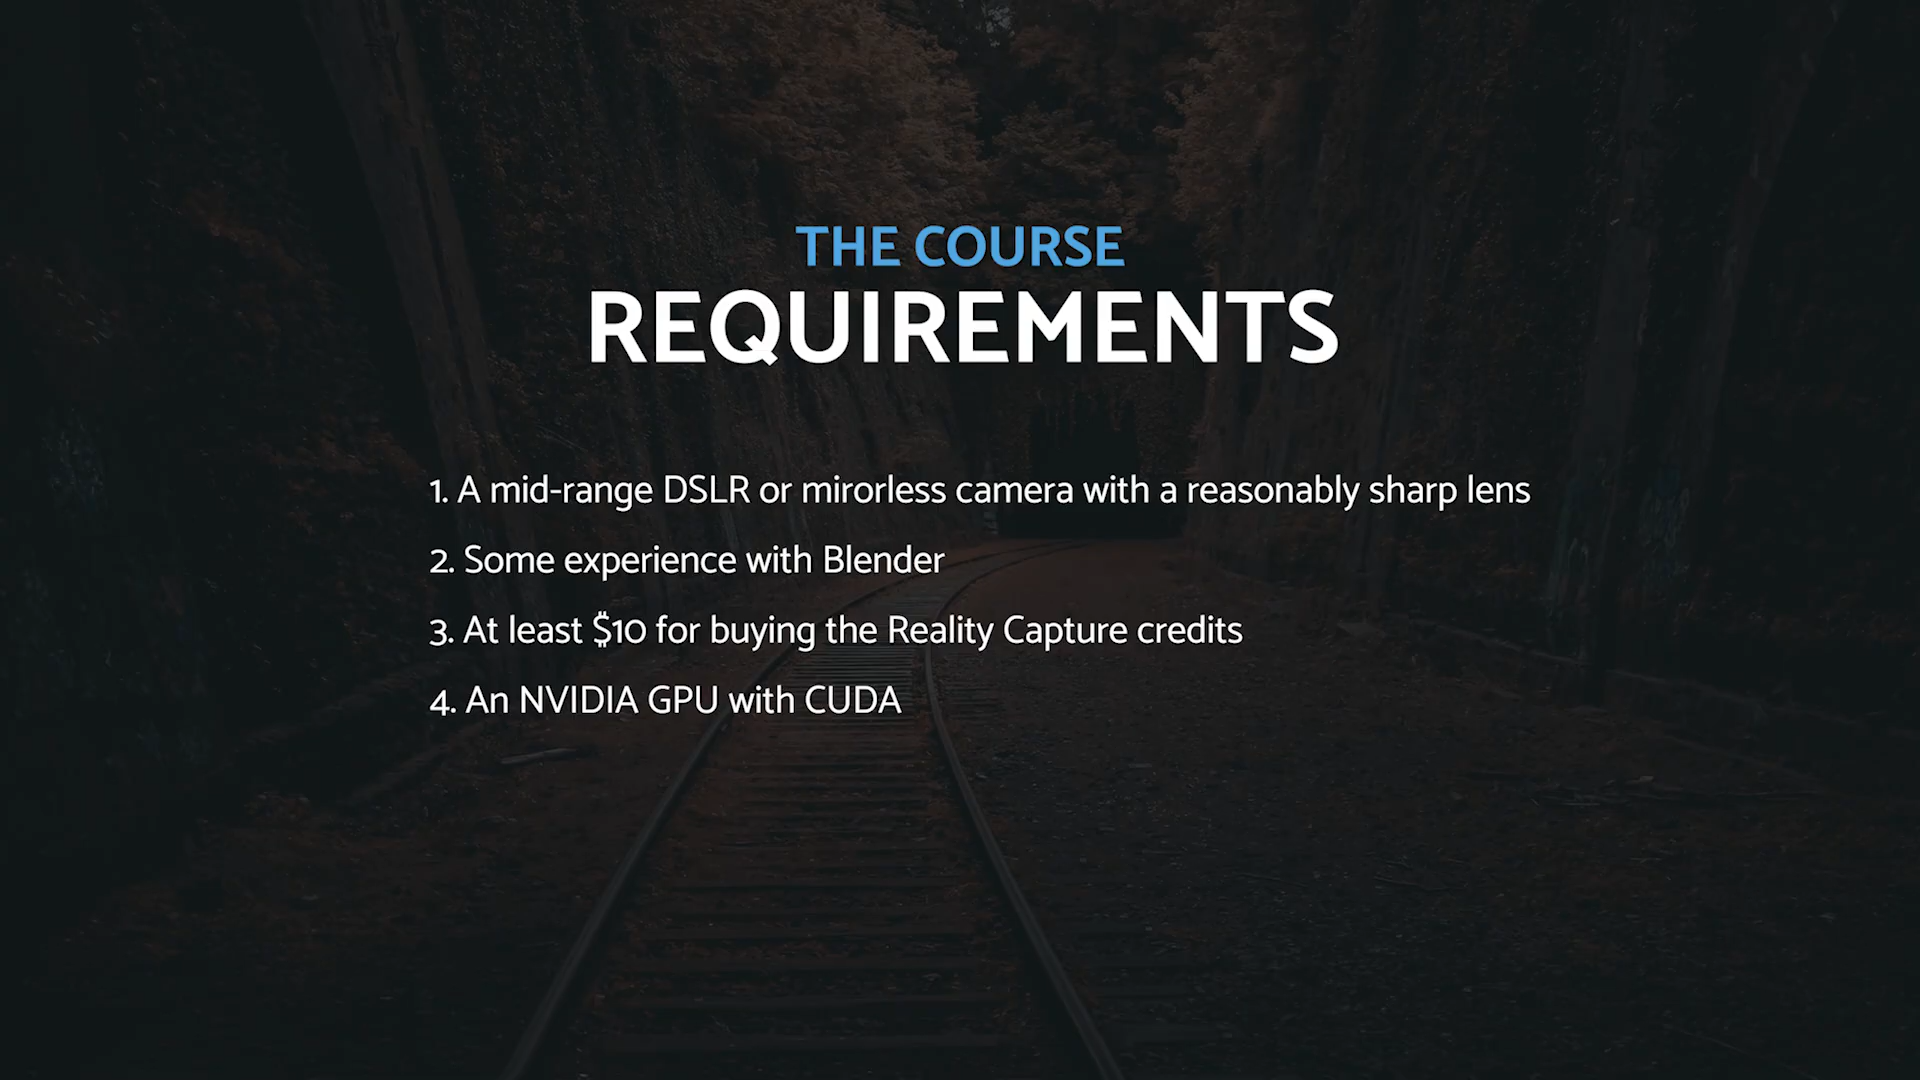 THE COURSE
REQUIREMENTS
1. A mid-range DSLR or mirorless camera with a reasonably sharp lens
2. Some experience with Blender
3. At least $10 for buying the Reality Capture credits
4. An NVIDIA GPU with CUDA